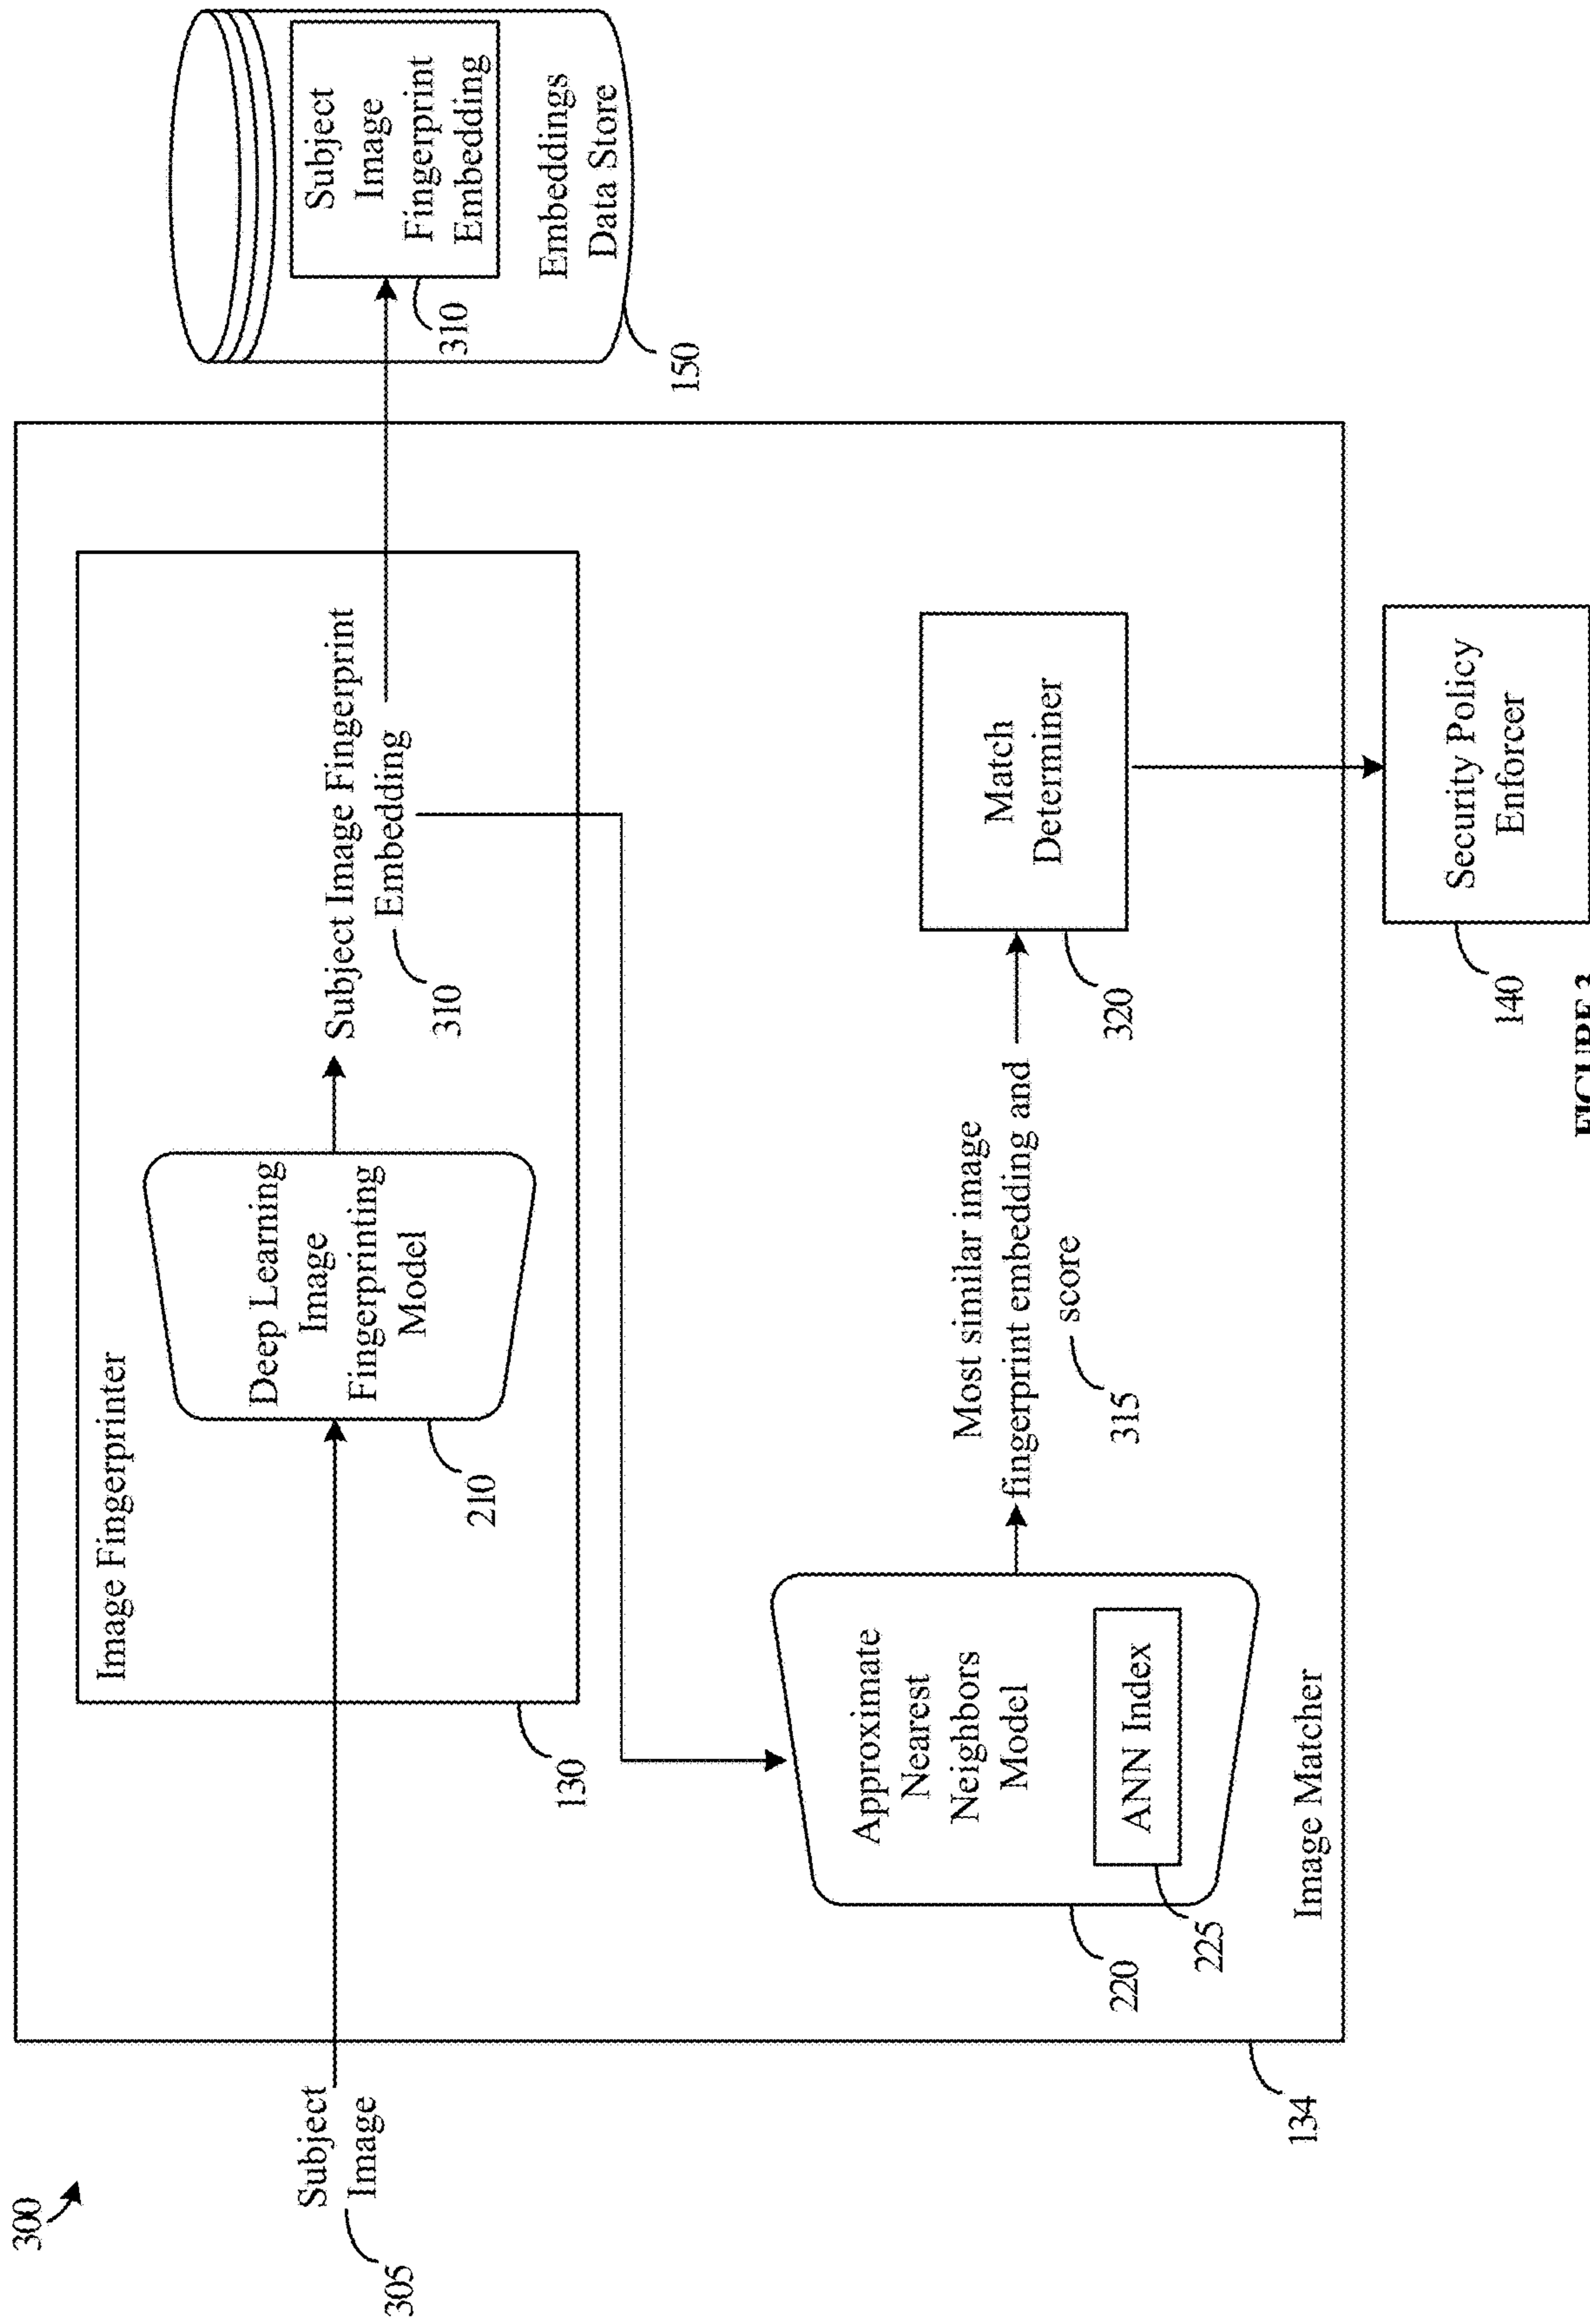 300
Subject
Image
305
Image Fingerprinter
Deep Learning
Image
Fingerprinting
Model
210
Subject Image Fingerprint
Embedding
310
130
Subject
Image
Fingerprint
Embedding
310
Embeddings
Data Store
150
Approximate
Nearest
Neighbors
Model
ANN Index
225
220
Most similar image
fingerprint embedding and
score
315
Match
Determiner
320
Image Matcher
134
Security Policy
Enforcer
140
FIGURE 3